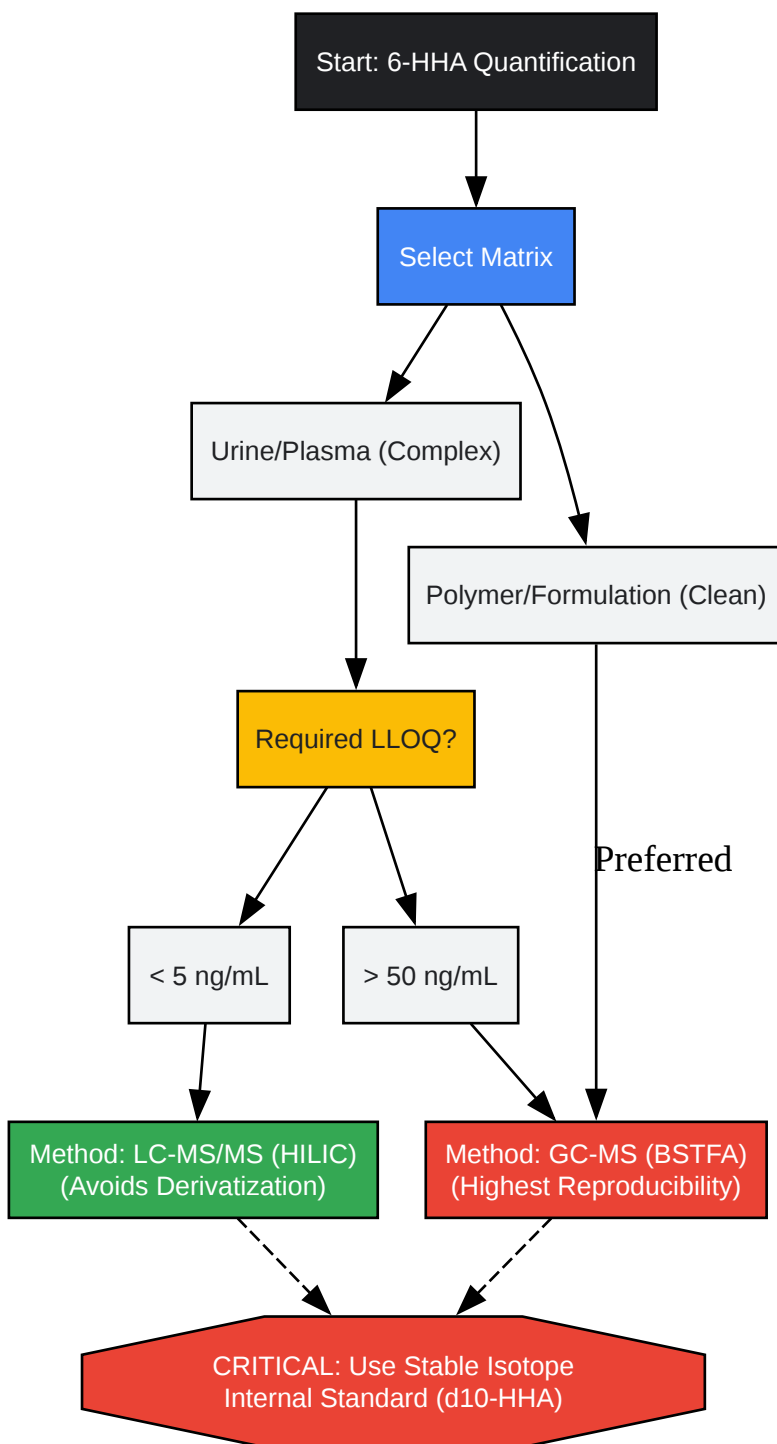 Start: 6-HHA Quantification
Select Matrix
Urine/Plasma (Complex)
Polymer/Formulation (Clean)
Required LLOQ?
Preferred
< 5 ng/mL
> 50 ng/mL
Method: LC-MS/MS (HILIC)
(Avoids Derivatization)
Method: GC-MS (BSTFA)
(Highest Reproducibility)
CRITICAL: Use Stable Isotope
Internal Standard (d10-HHA)